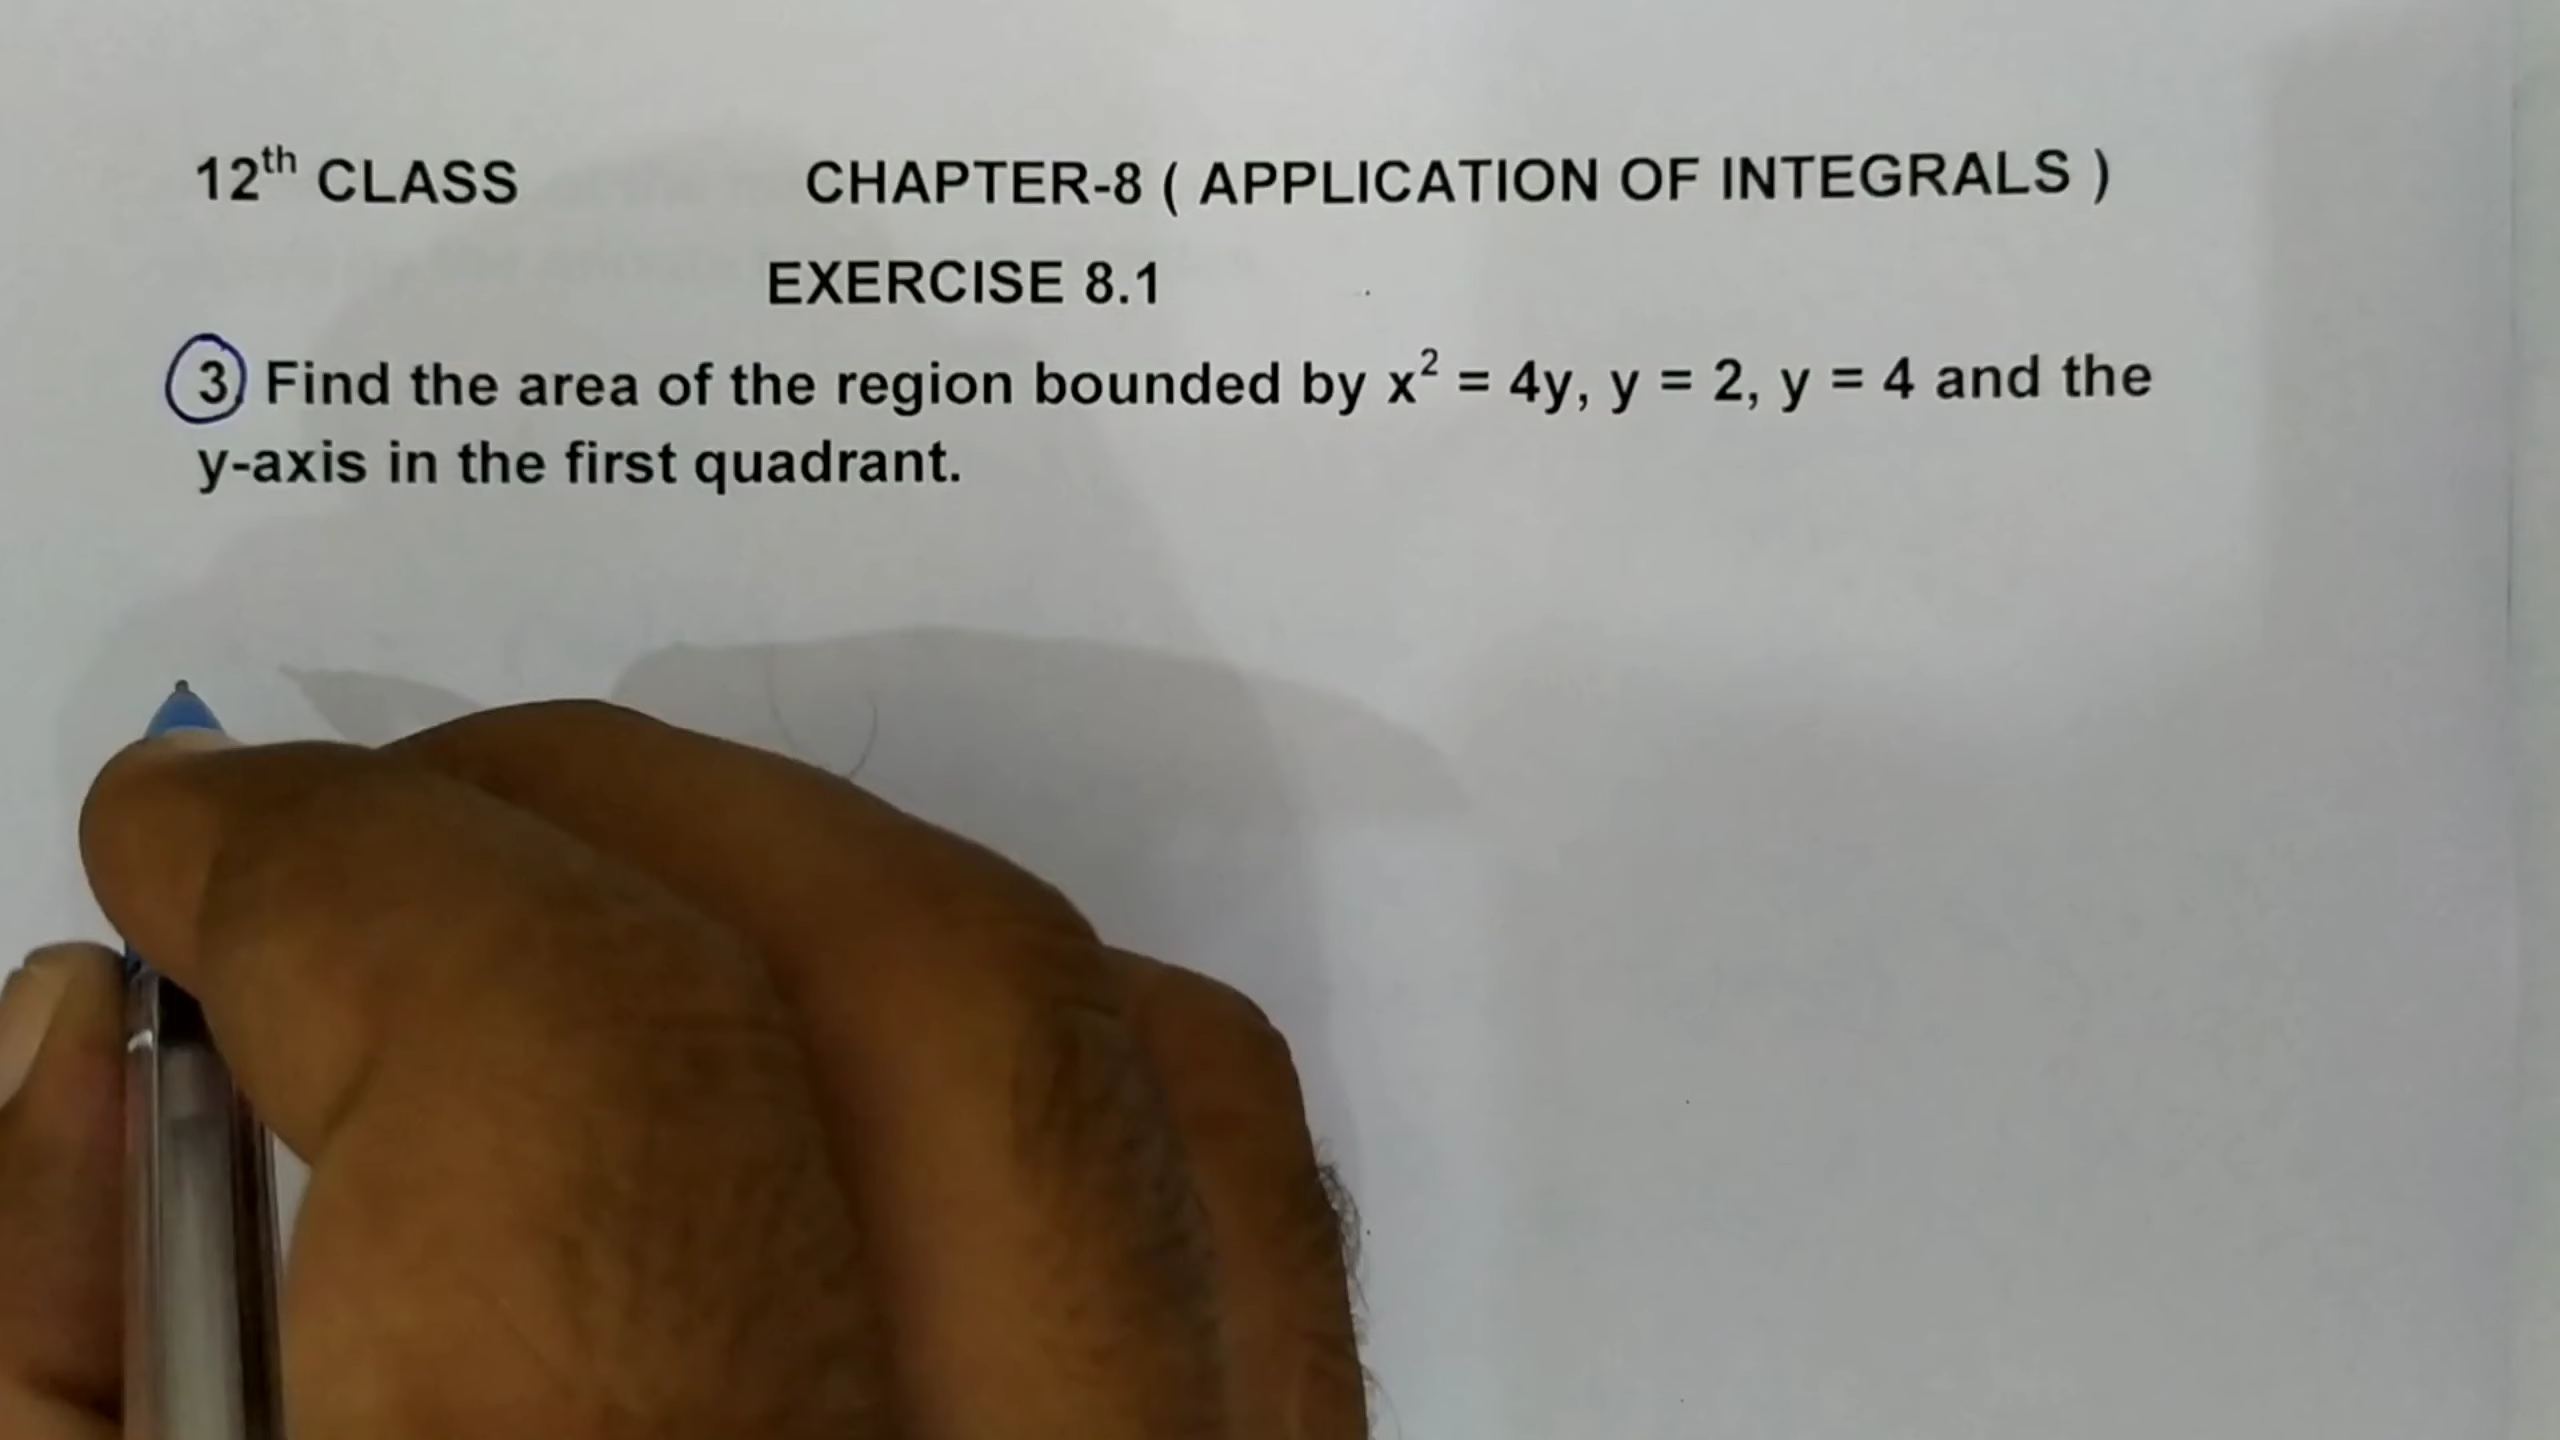 12th CLASS CHAPTER-8 ( APPLICATION OF INTEGRALS )
EXERCISE 8.1
3) Find the area of the region bounded by x² = 4y, y = 2, y = 4 and the
y-axis in the first quadrant.